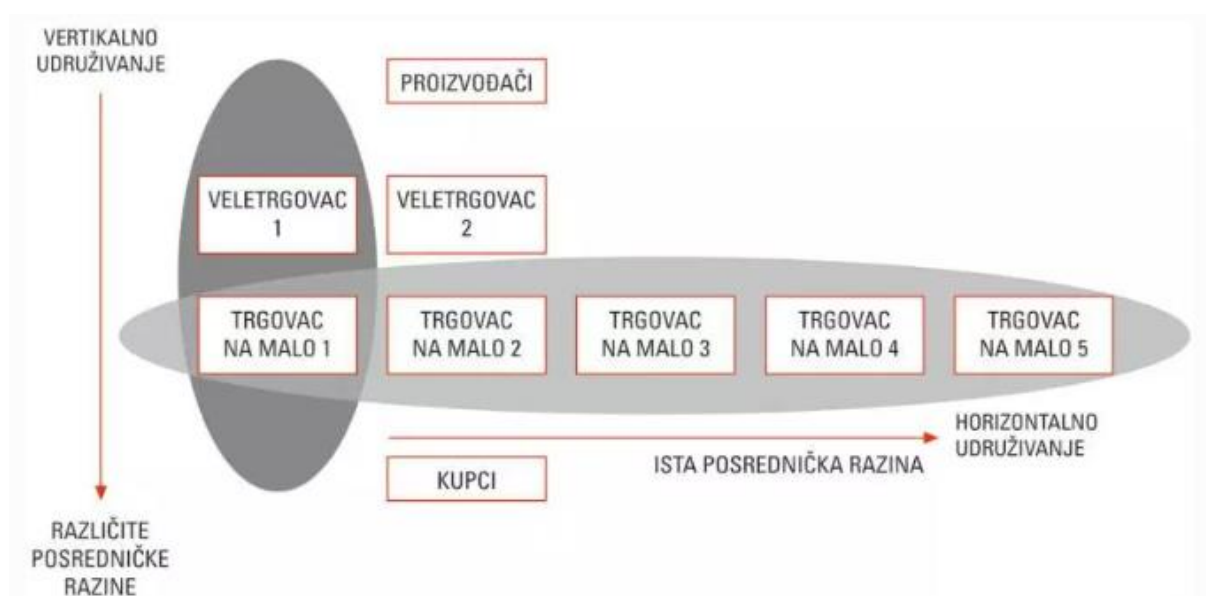 VERTIKALNO
UDRUŽIVANJE
PROIZVOĐAČI
VELETRGOVAC
1
VELETRGOVAC
2
TRGOVAC
NA MALO 1
TRGOVAC
NA MALO 2
TRGOVAC
NA MALO 3
TRGOVAC
NA MALO 4
TRGOVAC
NA MALO 5
HORIZONTALNO
UDRUŽIVANJE
ISTA POSREDNIČKA RAZINA
KUPCI
RAZLIČITE
POSREDNIČKE
RAZINE